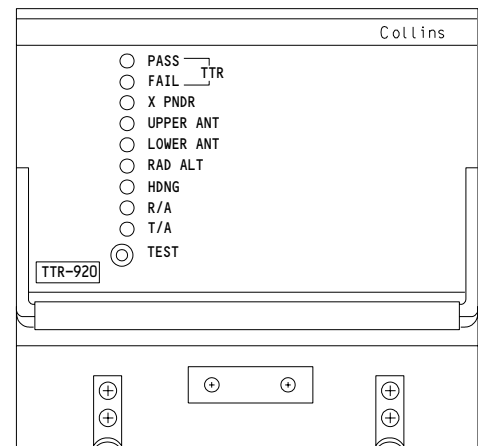 Collins
PASS
TTR
FAIL
X PNDR
UPPER ANT
LOWER ANT
RAD ALT
HDNG
R/A
T/A
TEST
TTR-920